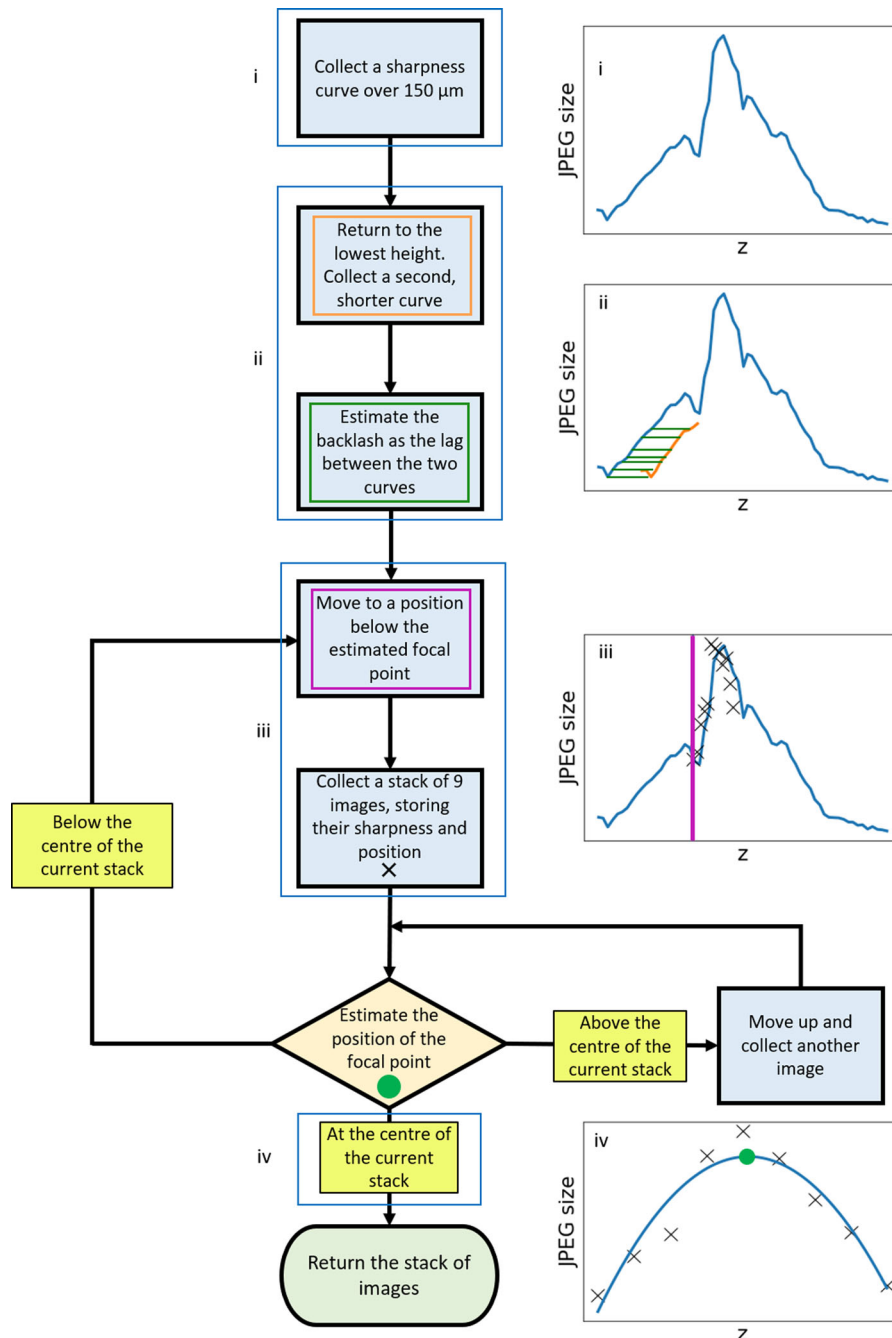 i
Collect a sharpness
curve over 150 µm
i
JPEG size
z
ii
Return to the
lowest height.
Collect a second,
shorter curve
Estimate the
backlash as the lag
between the two
curves
ii
JPEG size
z
iii
Move to a position
below the
estimated focal
point
Collect a stack of 9
images, storing
their sharpness and
position
iii
JPEG size
z
Below the
centre of the
current stack
Estimate the
position of the
focal point
Above the
centre of the
current stack
Move up and
collect another
image
iv
At the centre of
the current
stack
Return the stack of
images
iv
JPEG size
z